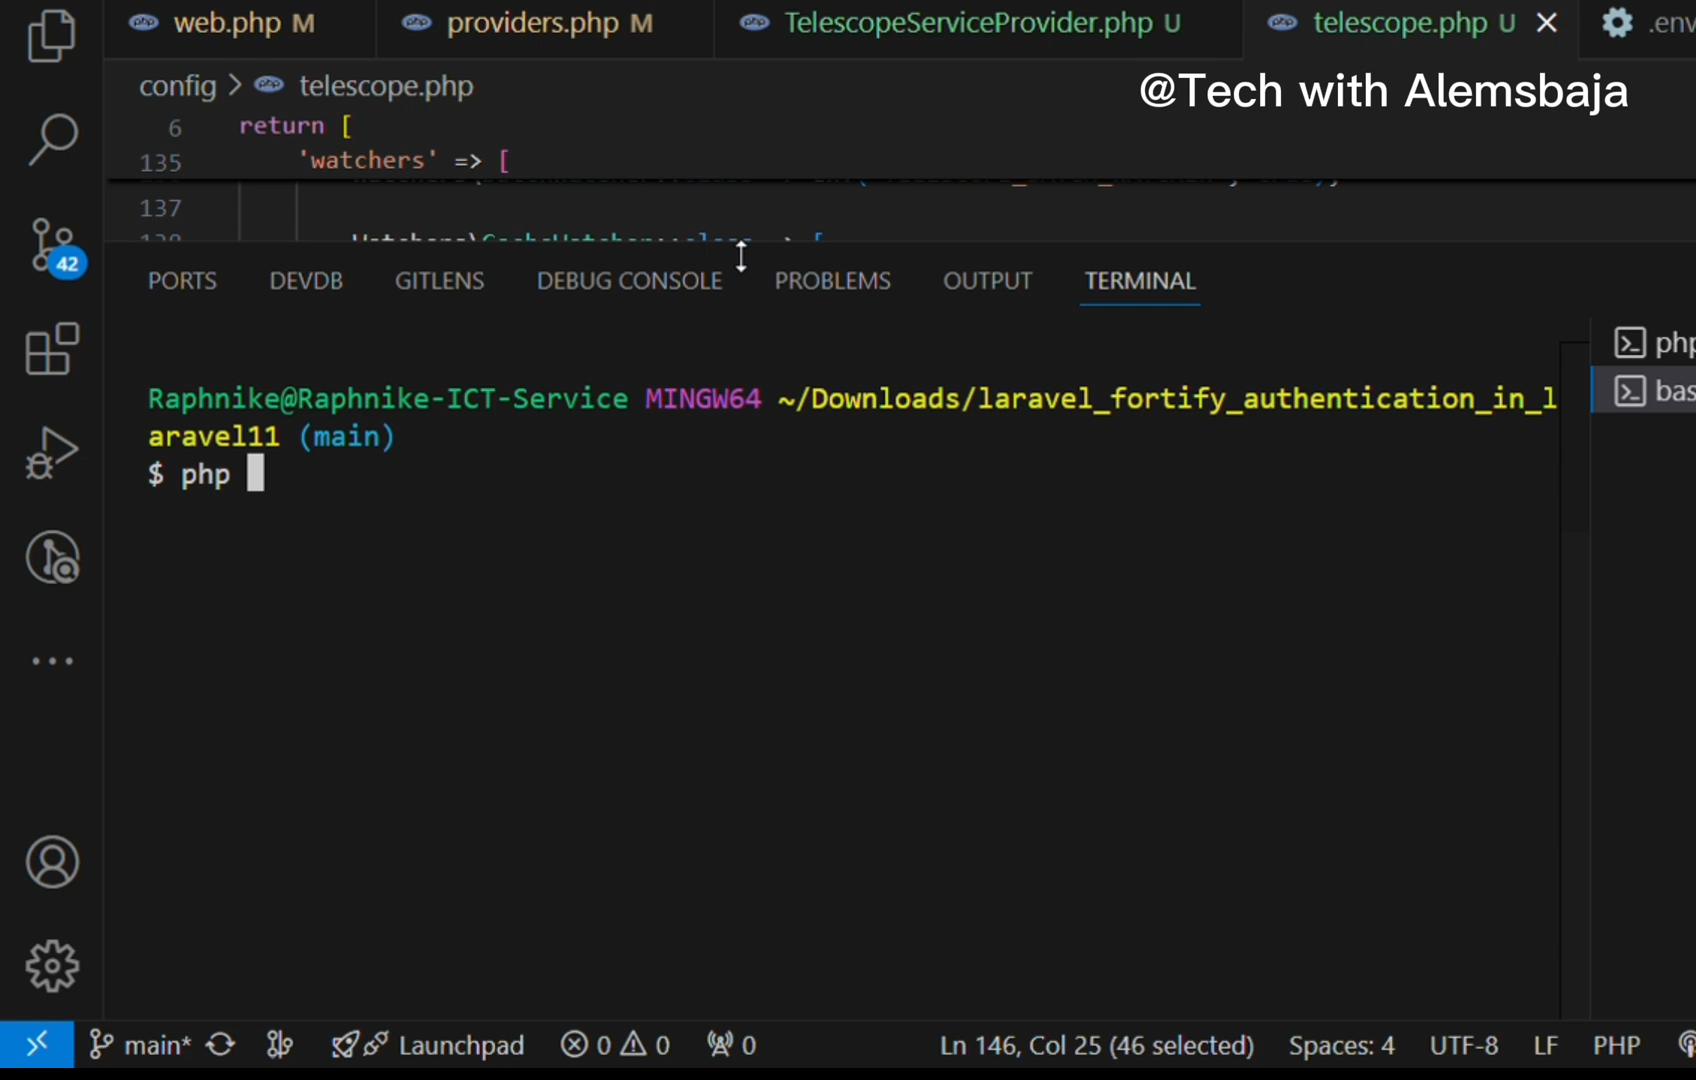 web.php M
providers.php M
TelescopeServiceProvider.php U
telescope.php U
.env
config > telescope.php
@Tech with Alemsbaja
6 return [
135 'watchers' => [
137
PORTS DEVDB GITLENS DEBUG CONSOLE PROBLEMS OUTPUT TERMINAL
42
php
bas
Raphnike@Raphnike-ICT-Service MINGW64 ~/Downloads/laravel_fortify_authentication_in_l
aravel11 (main)
$ php
main* Launchpad 0 0 0 Ln 146, Col 25 (46 selected) Spaces: 4 UTF-8 LF PHP